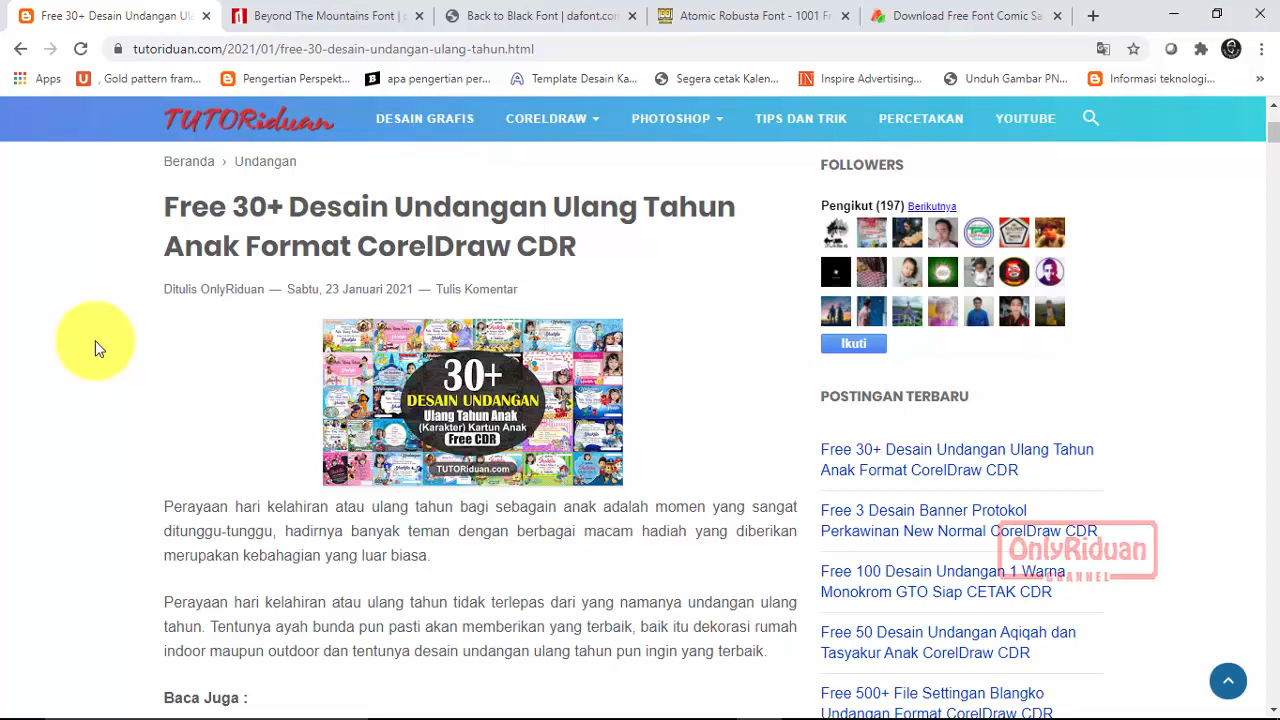 Free 30+ Desain Undangan Ula
Beyond The Mountains Font |
Back to Black Font | dafont.com
Atomic Robusta Font - 1001 F
Download Free Font Comic Sa
tutoriduan.com/2021/01/free-30-desain-undangan-ulang-tahun.html
Apps
, Gold pattern fram...
Pengertian Perspekt...
apa pengertian per...
Template Desain Ka...
Segera Cetak Kalen...
Inspire Advertising...
Unduh Gambar PN...
Informasi teknologi...
TUTORiduan
DESAIN GRAFIS
CORELDRAW
PHOTOSHOP
TIPS DAN TRIK
PERCETAKAN
YOUTUBE
Beranda › Undangan
Free 30+ Desain Undangan Ulang Tahun
Anak Format CorelDraw CDR
Ditulis OnlyRiduan — Sabtu, 23 Januari 2021 — Tulis Komentar
30+
DESAIN UNDANGAN
Ulang Tahun Anak
(Karakter) Kartun Anak
Free CDR
TUTORiduan.com
Perayaan hari kelahiran atau ulang tahun bagi sebagain anak adalah momen yang sangat
ditunggu-tunggu, hadirnya banyak teman dengan berbagai macam hadiah yang diberikan
merupakan kebahagian yang luar biasa.
Perayaan hari kelahiran atau ulang tahun tidak terlepas dari yang namanya undangan ulang
tahun. Tentunya ayah bunda pun pasti akan memberikan yang terbaik, baik itu dekorasi rumah
indoor maupun outdoor dan tentunya desain undangan ulang tahun pun ingin yang terbaik.
Baca Juga :
FOLLOWERS
Pengikut (197) Berikutnya
Ikuti
POSTINGAN TERBARU
Free 30+ Desain Undangan Ulang Tahun
Anak Format CorelDraw CDR
Free 3 Desain Banner Protokol
Perkawinan New Normal CorelDraw CDR
Free 100 Desain Undangan 1 Warna
Monokrom GTO Siap CETAK CDR
Free 50 Desain Undangan Aqiqah dan
Tasyakur Anak CorelDraw CDR
Free 500+ File Settingan Blangko
Undangan Format CorelDraw CDR
OnlyRiduan
CHANNEL